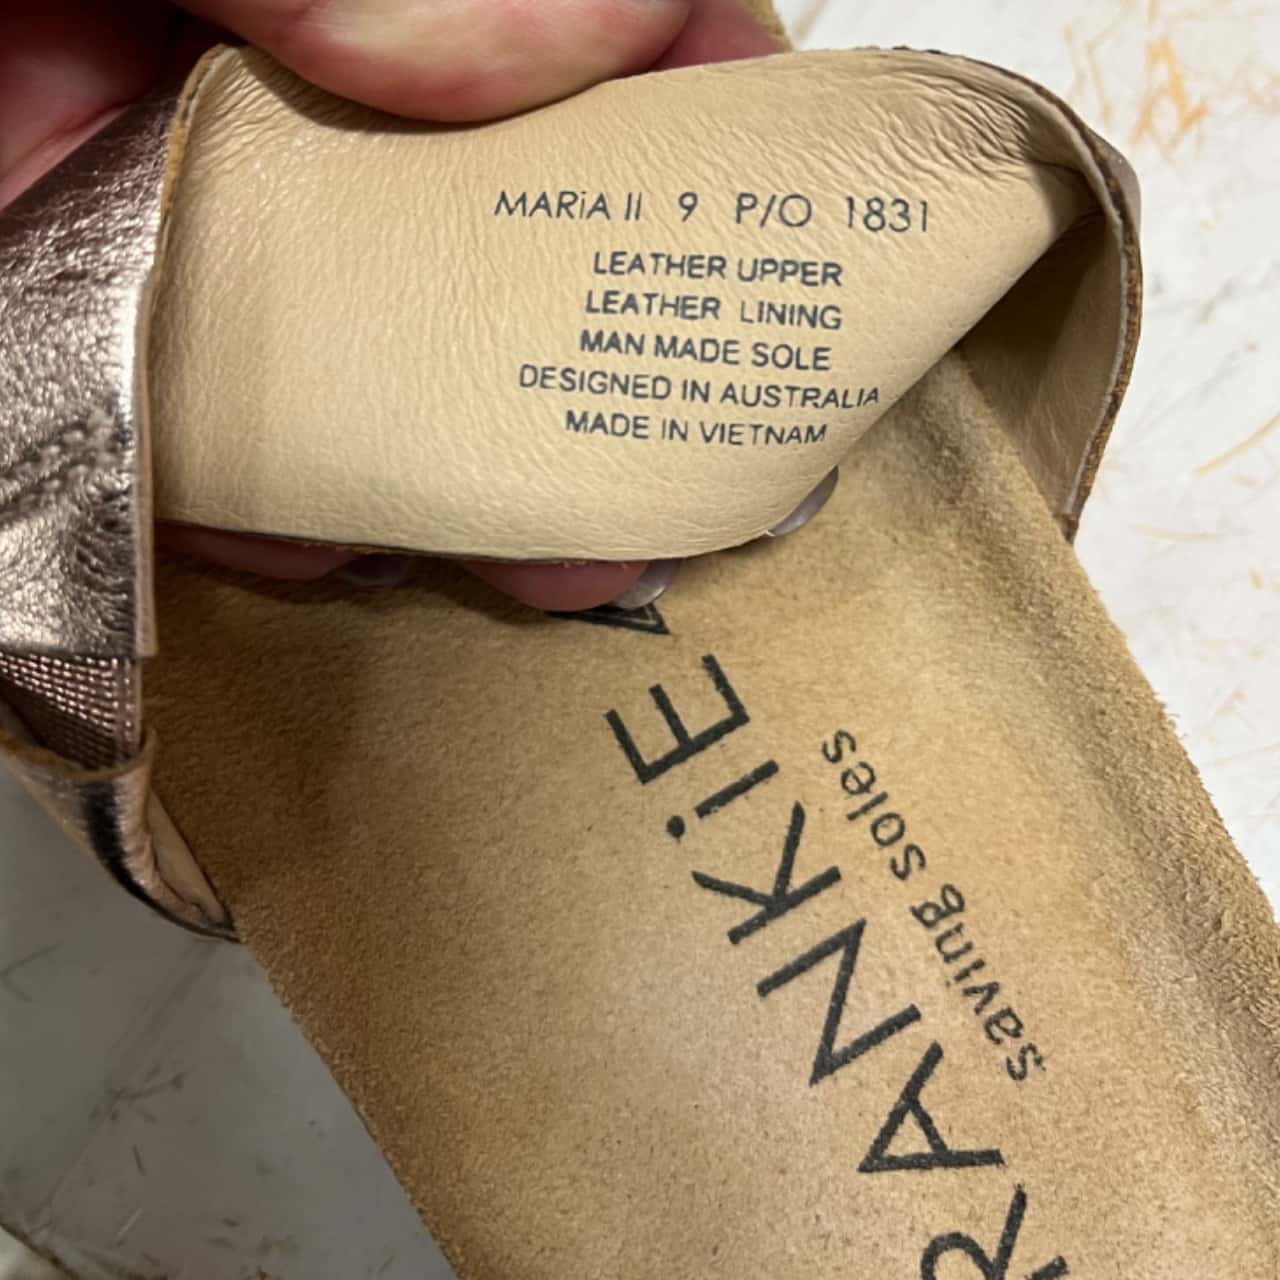 MARiA II 9 P/O 1831
LEATHER UPPER
LEATHER LINING
MAN MADE SOLE
DESIGNED IN AUSTRALIA
MADE IN VIETNAM
RANKiE
saving soles